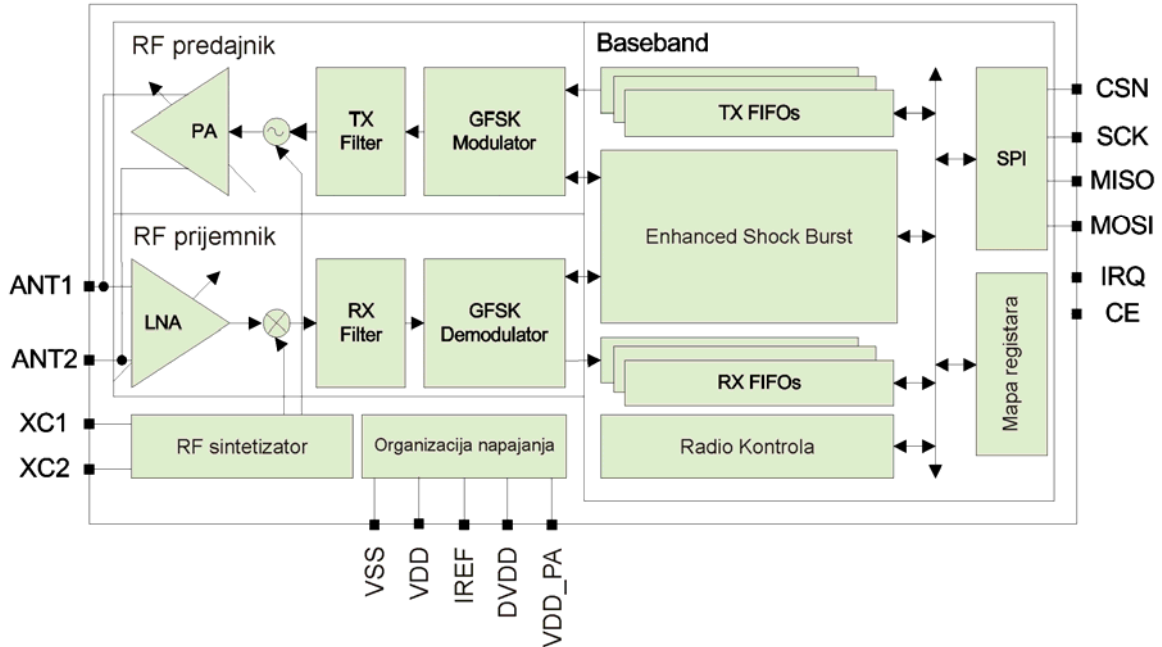 RF predajnik
Baseband
PA
TX
Filter
GFSK
Modulator
TX FIFOs
SPI
CSN
SCK
MISO
MOSI
Enhanced Shock Burst
RF prijemnik
ANT1
ANT2
LNA
RX
Filter
GFSK
Demodulator
RX FIFOs
Mapa registara
IRQ
CE
XC1
XC2
RF sintetizator
Organizacija napajanja
Radio Kontrola
VSS
VDD
IREF
DVDD
VDD_PA